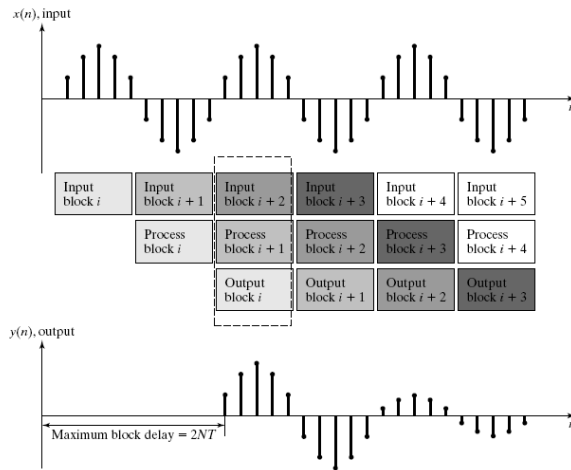 x(n), input
n
Input
block i
Input
block i + 1
Input
block i + 2
Input
block i + 3
Input
block i + 4
Input
block i + 5
Process
block i
Process
block i + 1
Process
block i + 2
Process
block i + 3
Process
block i + 4
Output
block i
Output
block i + 1
Output
block i + 2
Output
block i + 3
y(n), output
n
Maximum block delay = 2NT